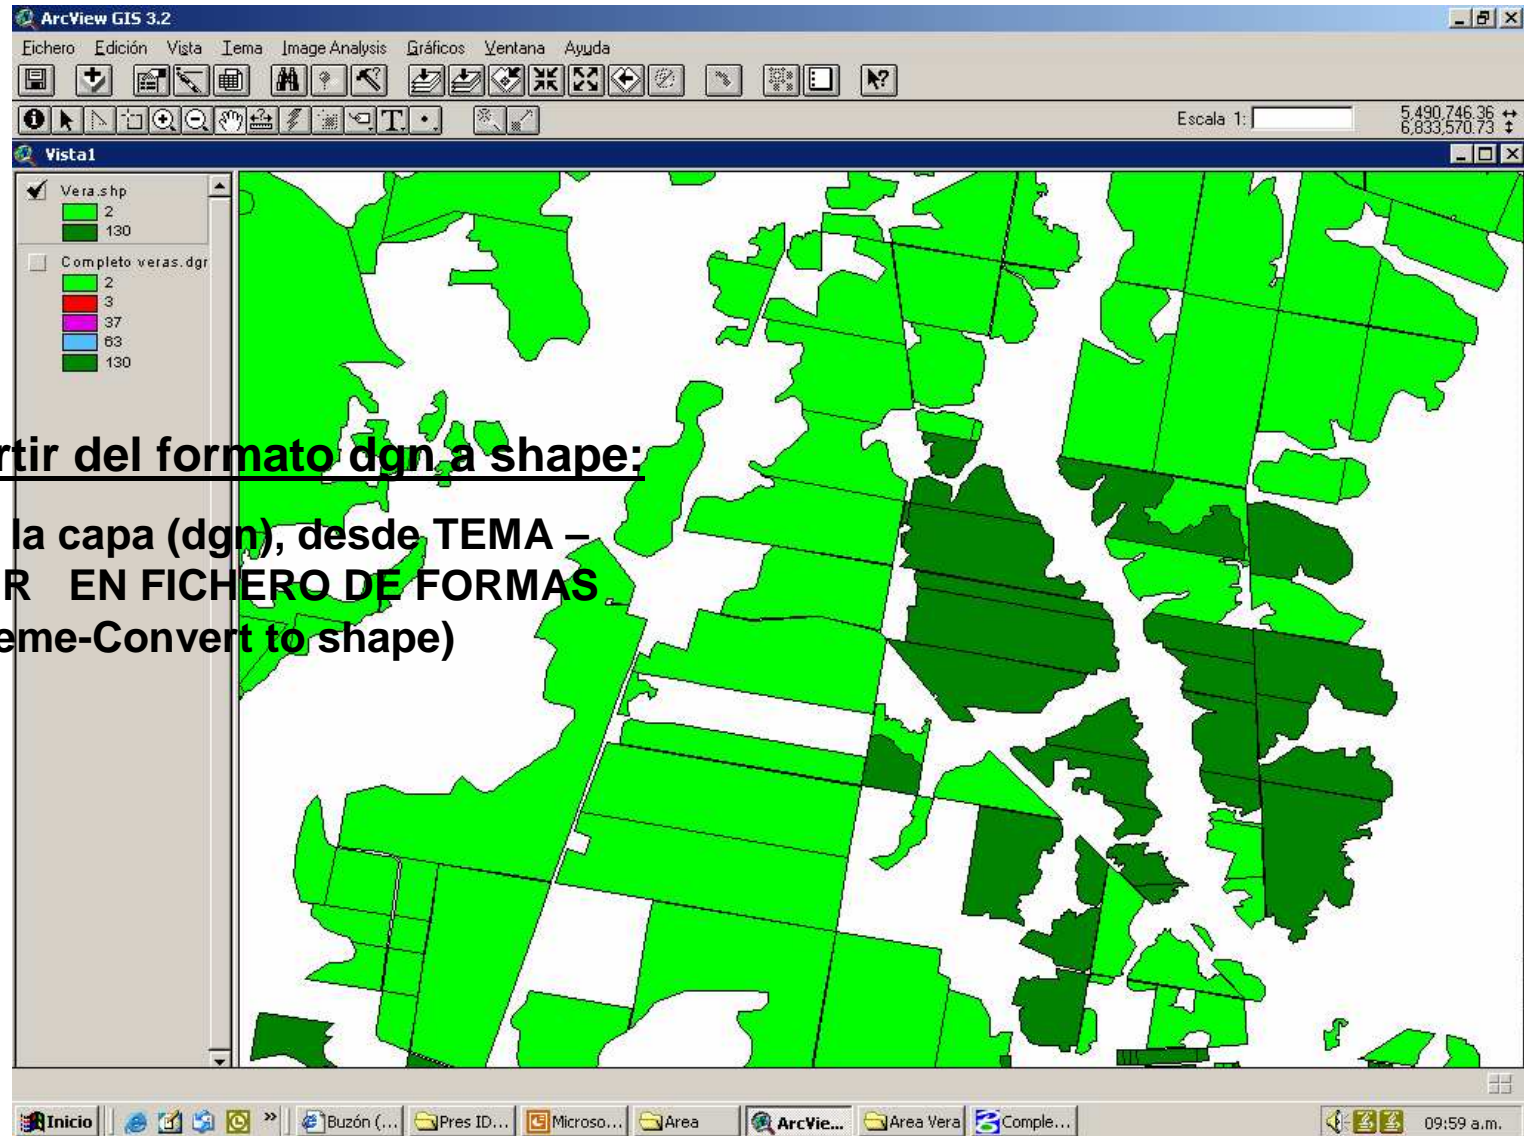 ArcView GIS 3.2
Fichero Edición Vista Tema Image Analysis Gráficos Ventana Ayuda
Escala 1:
5,490,746.36
6,833,570.73
Vista1
Vera.shp
2
130
Completo veras.dgr
2
3
37
63
130
rtir del formato dgn a shape:
la capa (dgn), desde TEMA –
R EN FICHERO DE FORMAS
eme-Convert to shape)
Inicio » Buzón (... Pres ID... Microso... Area ArcVie... Area Vera Comple... 09:59 a.m.